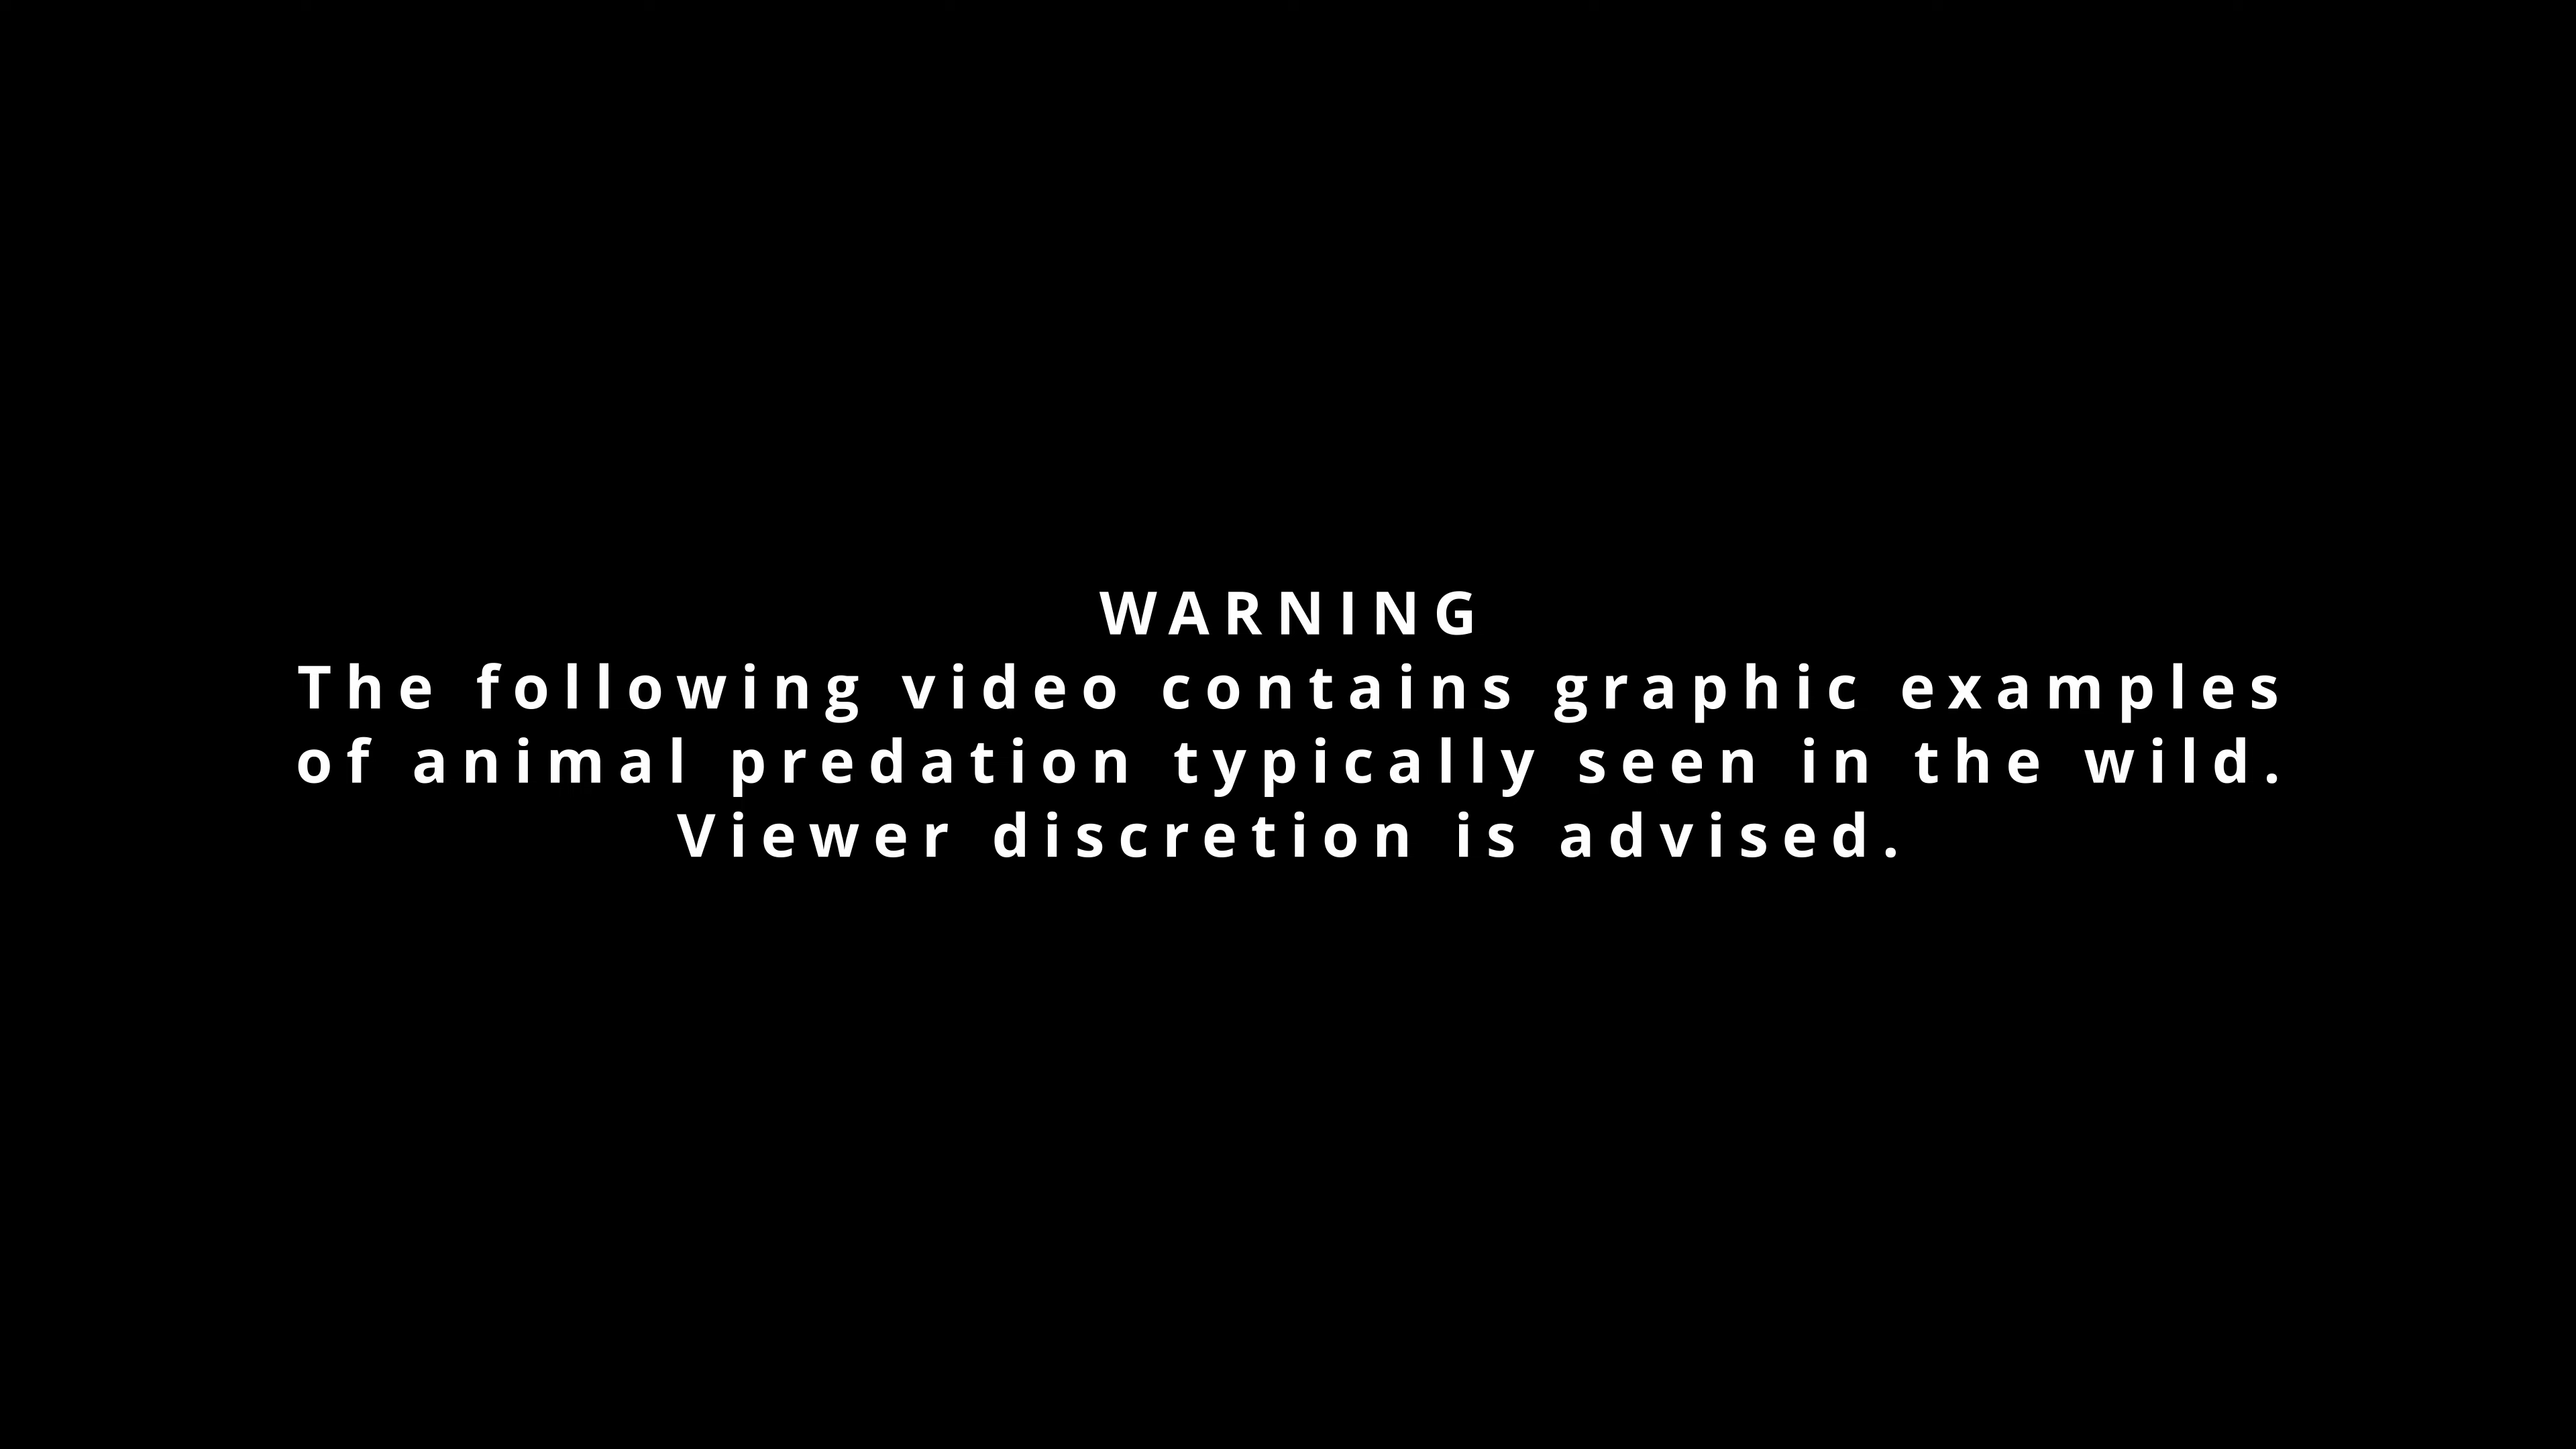 WARNING
The following video contains graphic examples
of animal predation typically seen in the wild.
Viewer discretion is advised.